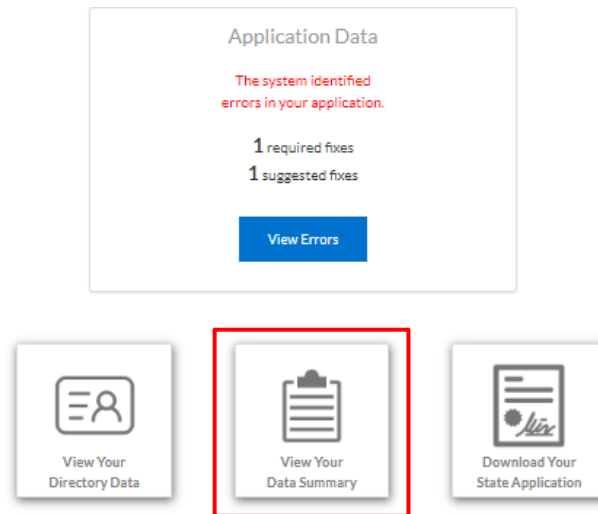 Application Data
The system identified
errors in your application.
1 required fixes
1 suggested fixes
View Errors
View Your
Directory Data
View Your
Data Summary
Download Your
State Application